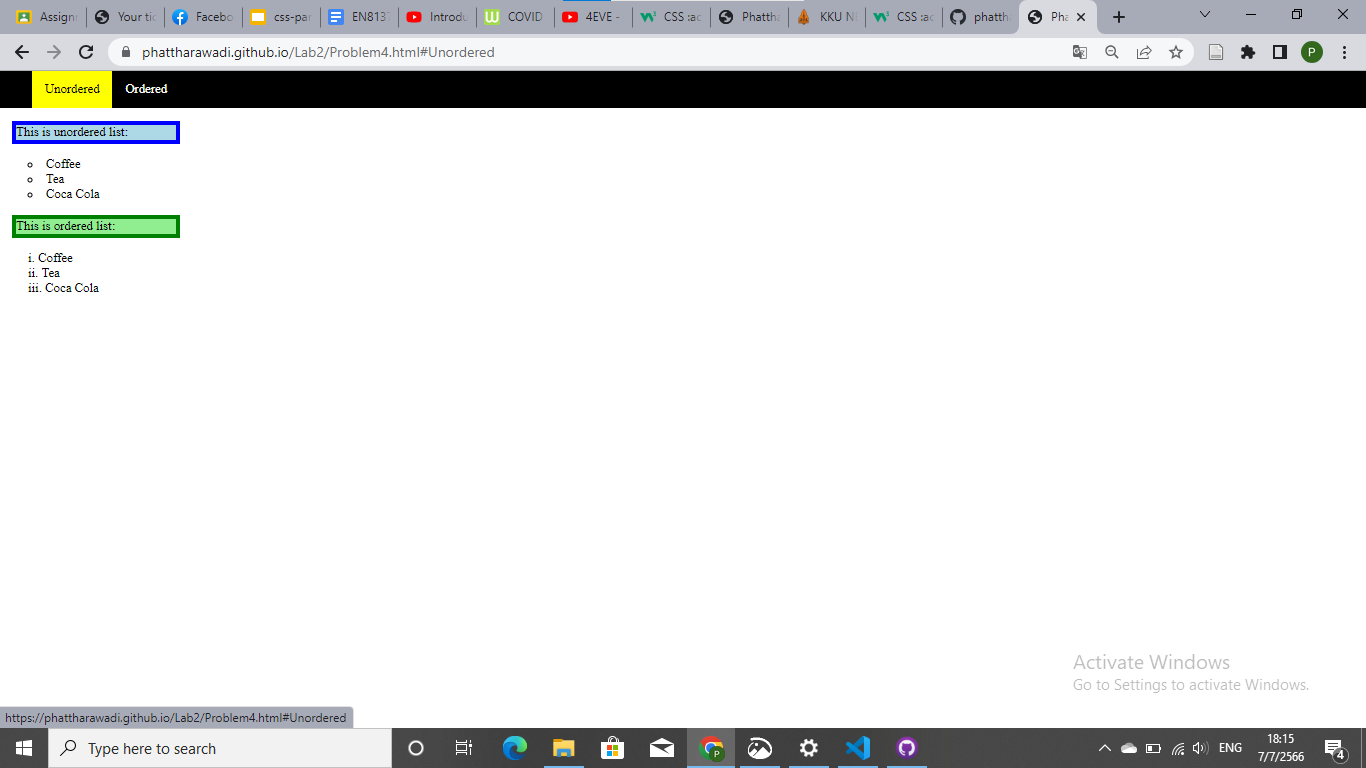 Assignn
Your tic
Facebo
css-par
EN8137
Introdu
COVID
4EVE -
CSS :ac
Phattha
KKU N
CSS :ac
phatth
Pha
phattharawadi.github.io/Lab2/Problem4.html#Unordered
P
Unordered
Ordered
This is unordered list:
Coffee
Tea
Coca Cola
This is ordered list:
i. Coffee
ii. Tea
iii. Coca Cola
Activate Windows
Go to Settings to activate Windows.
https://phattharawadi.github.io/Lab2/Problem4.html#Unordered
Type here to search
P
ENG
18:15
7/7/2566
4